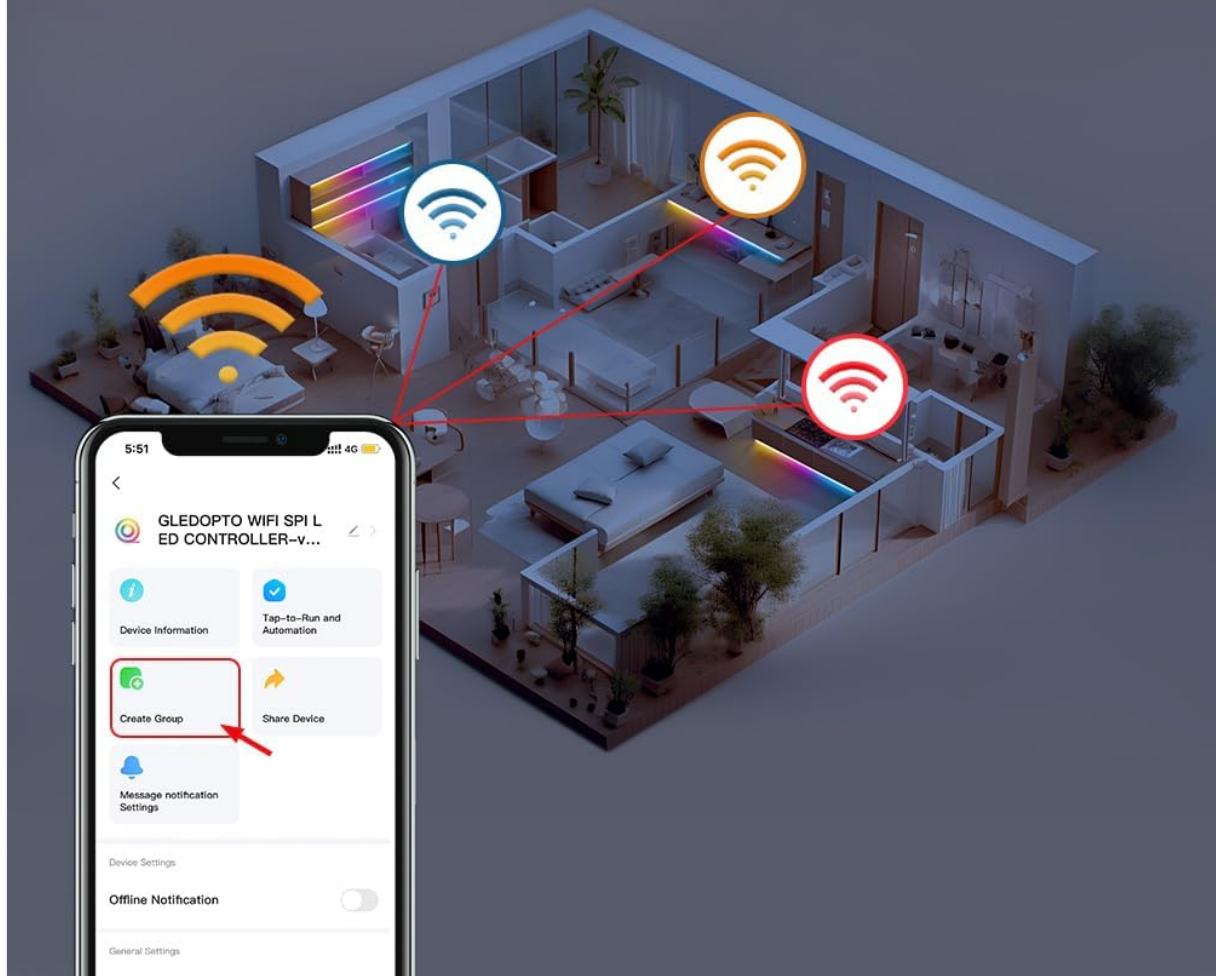 5:51
4G
GLEDOPTO WIFI SPI L
ED CONTROLLER-v...
Device Information
Tap-to-Run and
Automation
Create Group
Share Device
Message notification
Settings
Device Settings
Offline Notification
General Settings